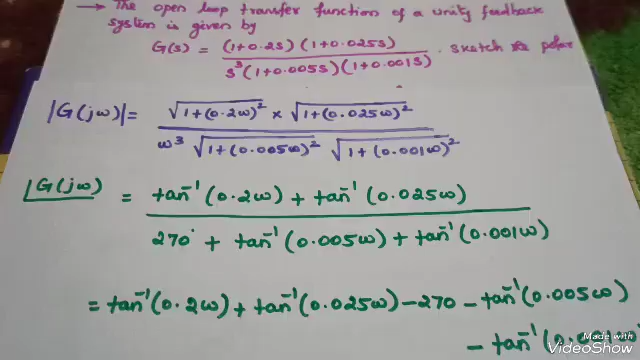 → The open loop transfer function of a unity feedback
system is given by
G(s) = (1+0.2s) (1+0.025s) / s³(1+0.005s)(1+0.001s) . sketch the polar
|G(jω)| = √1+(0.2ω)² × √1+(0.025ω)² / ω³ √1+(0.005ω)² √1+(0.001ω)²
∠G(jω) = tan⁻¹(0.2ω) + tan⁻¹(0.025ω) / 270° + tan⁻¹(0.005ω) + tan⁻¹(0.001ω)
= tan⁻¹(0.2ω) + tan⁻¹(0.025ω) − 270 − tan⁻¹(0.005ω)
− tan⁻¹(0.001ω)
Made with
VideoShow